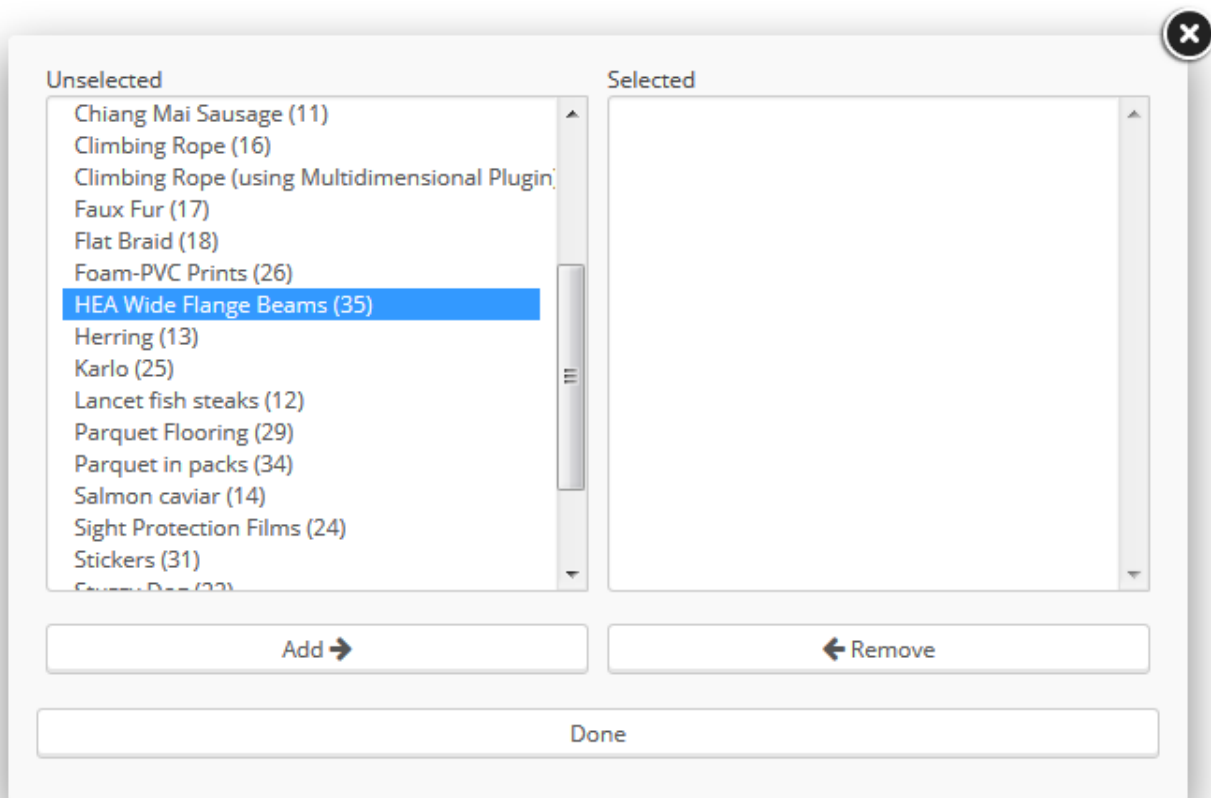 Unselected
Selected
Chiang Mai Sausage (11)
Climbing Rope (16)
Climbing Rope (using Multidimensional Plugin)
Faux Fur (17)
Flat Braid (18)
Foam-PVC Prints (26)
HEA Wide Flange Beams (35)
Herring (13)
Karlo (25)
Lancet fish steaks (12)
Parquet Flooring (29)
Parquet in packs (34)
Salmon caviar (14)
Sight Protection Films (24)
Stickers (31)
Add
Remove
Done